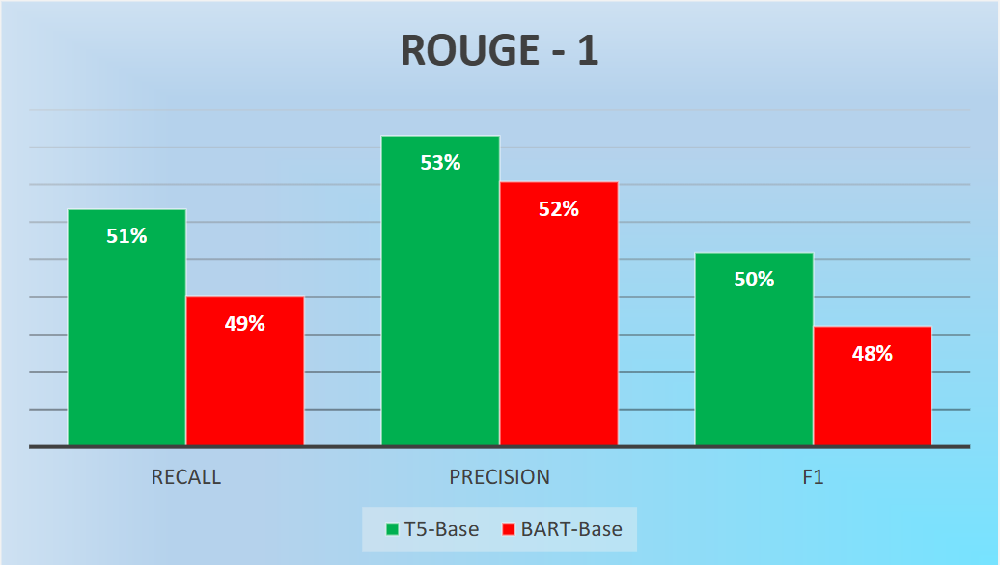 ROUGE - 1
51%
49%
53%
52%
50%
48%
RECALL
PRECISION
F1
T5-Base
BART-Base